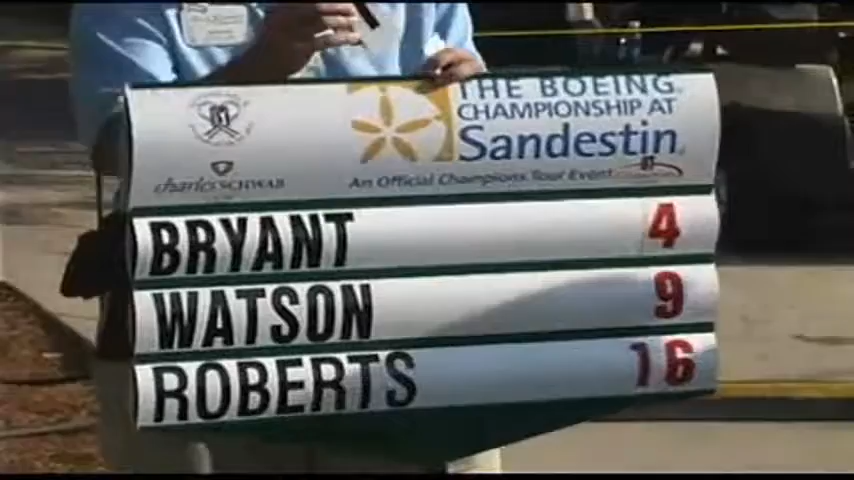 THE BOEING
CHAMPIONSHIP AT
Sandestin
charles SCHWAB
An Official Champions Tour Event
BRYANT 4
WATSON 9
ROBERTS 16